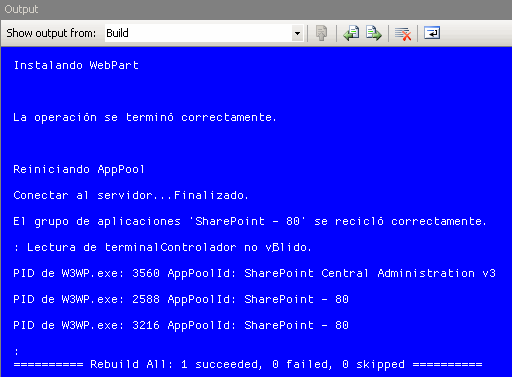 Output
Show output from: Build
Instalando WebPart
La operación se terminó correctamente.
Reiniciando AppPool
Conectar al servidor...Finalizado.
El grupo de aplicaciones 'SharePoint - 80' se recicló correctamente.
: Lectura de terminalControlador no vßlido.
PID de W3WP.exe: 3560 AppPoolId: SharePoint Central Administration v3
PID de W3WP.exe: 2588 AppPoolId: SharePoint - 80
PID de W3WP.exe: 3216 AppPoolId: SharePoint - 80
:
========== Rebuild All: 1 succeeded, 0 failed, 0 skipped ==========